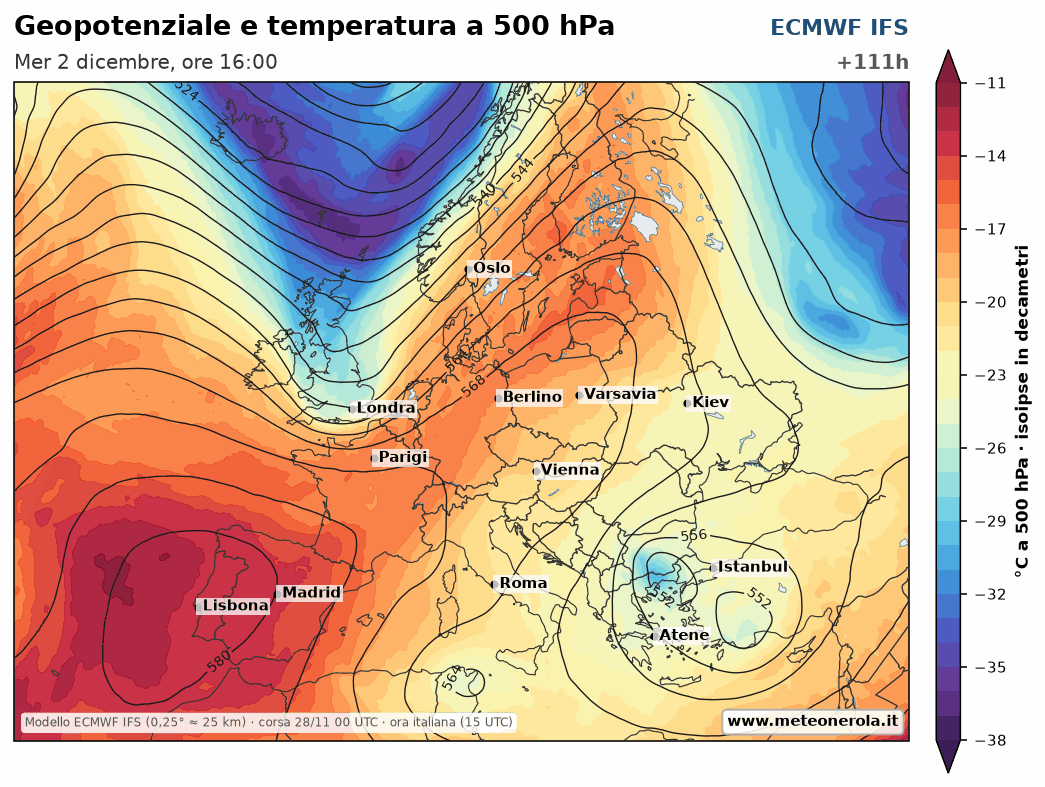 Geopotenziale e temperatura a 500 hPa
ECMWF IFS
Mer 2 dicembre, ore 16:00
+111h
524
540
544
Oslo
564
568
Londra
Berlino
Varsavia
Kiev
Parigi
Vienna
556
Istanbul
Roma
552
552
Madrid
Lisbona
Atene
580
564
Modello ECMWF IFS (0,25° ≈ 25 km) · corsa 28/11 00 UTC · ora italiana (15 UTC)
www.meteonerola.it
−11
−14
−17
−20
−23
−26
−29
−32
−35
−38
°C a 500 hPa · isoipse in decametri